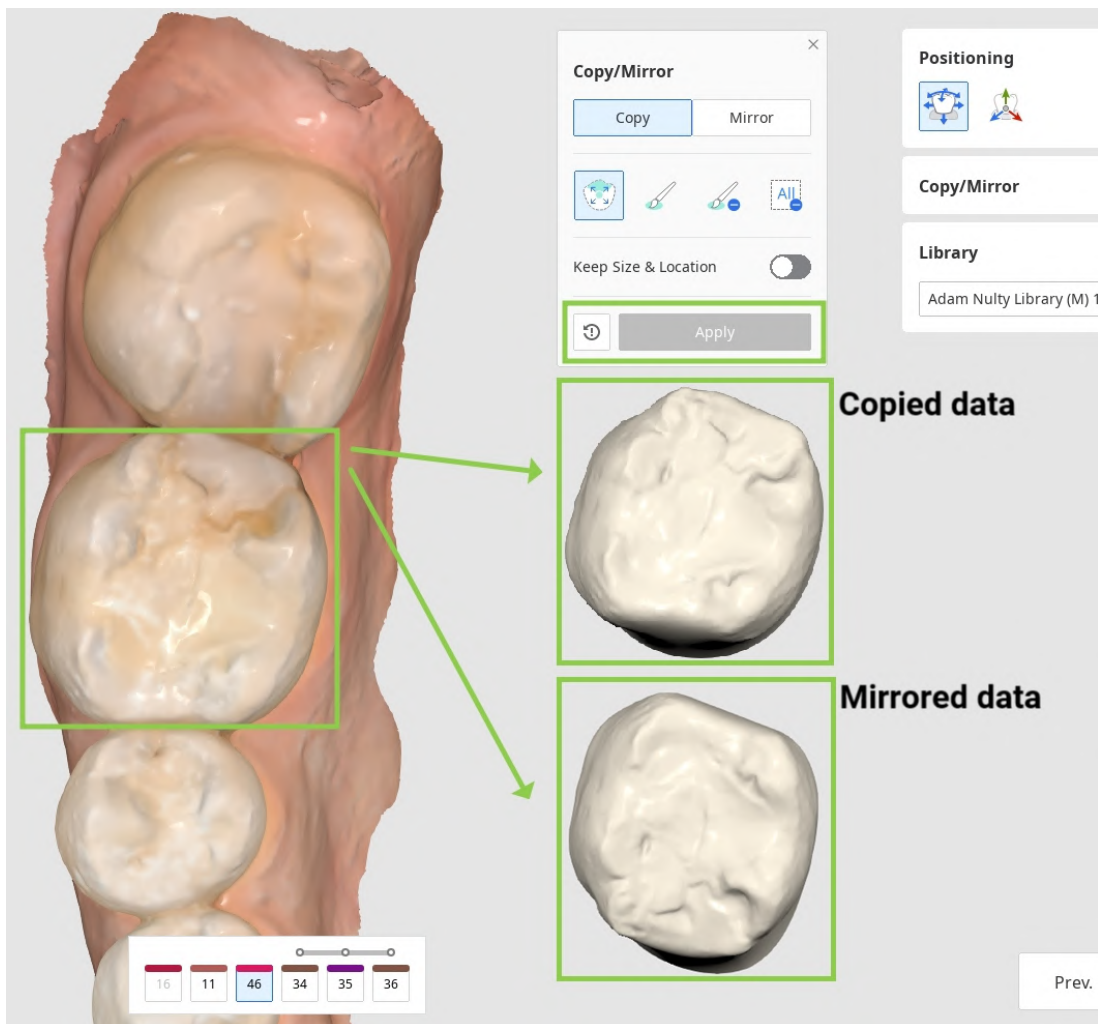 Copy/Mirror
Copy
Mirror
All
Keep Size & Location
Apply
Positioning
Copy/Mirror
Library
Adam Nulty Library (M) 1
Copied data
Mirrored data
16
11
46
34
35
36
Prev.